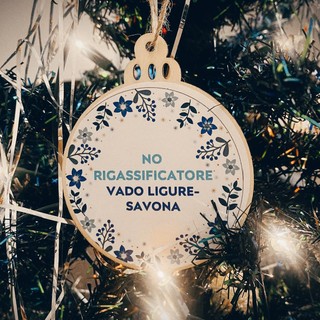 NO
RIGASSIFICATORE
VADO LIGURE-
SAVONA